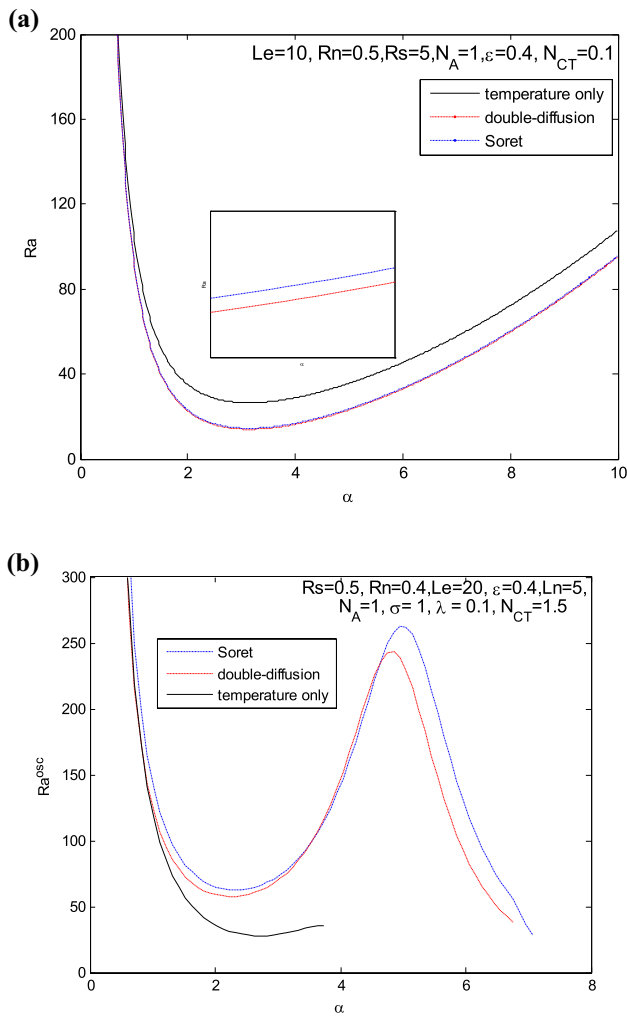 (a)
Le=10, Rn=0.5,Rs=5,N_A=1,ε=0.4, N_CT=0.1
temperature only
double-diffusion
Soret
200
160
120
80
40
0
Ra
Ra
α
0 2 4 6 8 10
α
(b)
Rs=0.5, Rn=0.4,Le=20, ε=0.4,Ln=5,
N_A=1, σ= 1, λ = 0.1, N_CT=1.5
Soret
double-diffusion
temperature only
300
250
200
150
100
50
0
Ra^osc
0 2 4 6 8
α